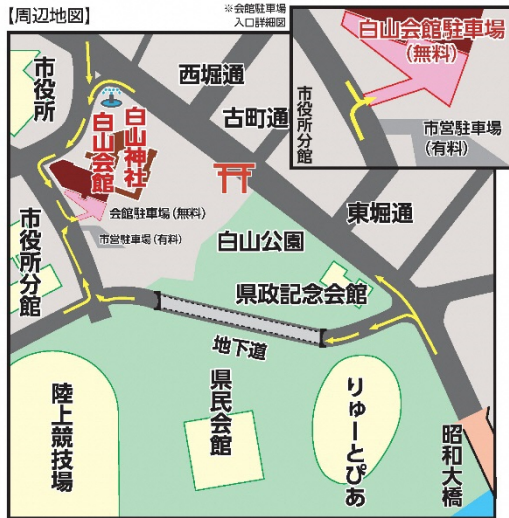 【周辺地図】
※会館駐車場
入口詳細図
白山会館駐車場
(無料)
市役所分館
市営駐車場
(有料)
市役所
西堀通
古町通
白山神社
白山会館
会館駐車場(無料)
市営駐車場(有料)
東堀通
白山公園
市役所分館
県政記念会館
地下道
陸上競技場
県民会館
りゅーとぴあ
昭和大橋